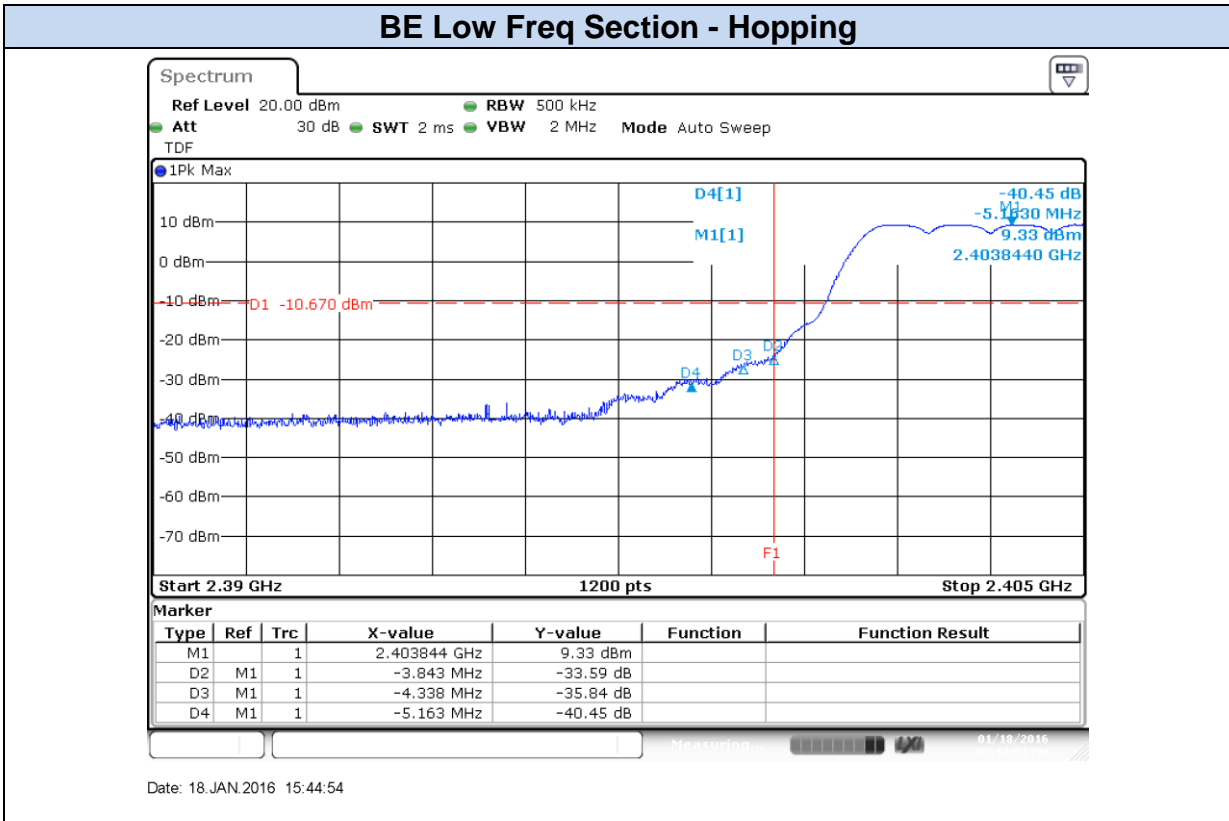 BE Low Freq Section - Hopping
Spectrum
Ref Level 20.00 dBm RBW 500 kHz
Att 30 dB SWT 2 ms VBW 2 MHz Mode Auto Sweep
TDF
1Pk Max
D4[1] -40.45 dB
-5.1630 MHz
M1[1] 9.33 dBm
2.4038440 GHz
M1
10 dBm
0 dBm
-10 dBm
D1 -10.670 dBm
-20 dBm
D2
D3
-30 dBm
D4
-40 dBm
-50 dBm
-60 dBm
-70 dBm
F1
Start 2.39 GHz 1200 pts Stop 2.405 GHz
Marker
Type Ref Trc X-value Y-value Function Function Result
M1 1 2.403844 GHz 9.33 dBm
D2 M1 1 -3.843 MHz -33.59 dB
D3 M1 1 -4.338 MHz -35.84 dB
D4 M1 1 -5.163 MHz -40.45 dB
Measuring... LXI 01/18/2016
Date: 18.JAN.2016 15:44:54